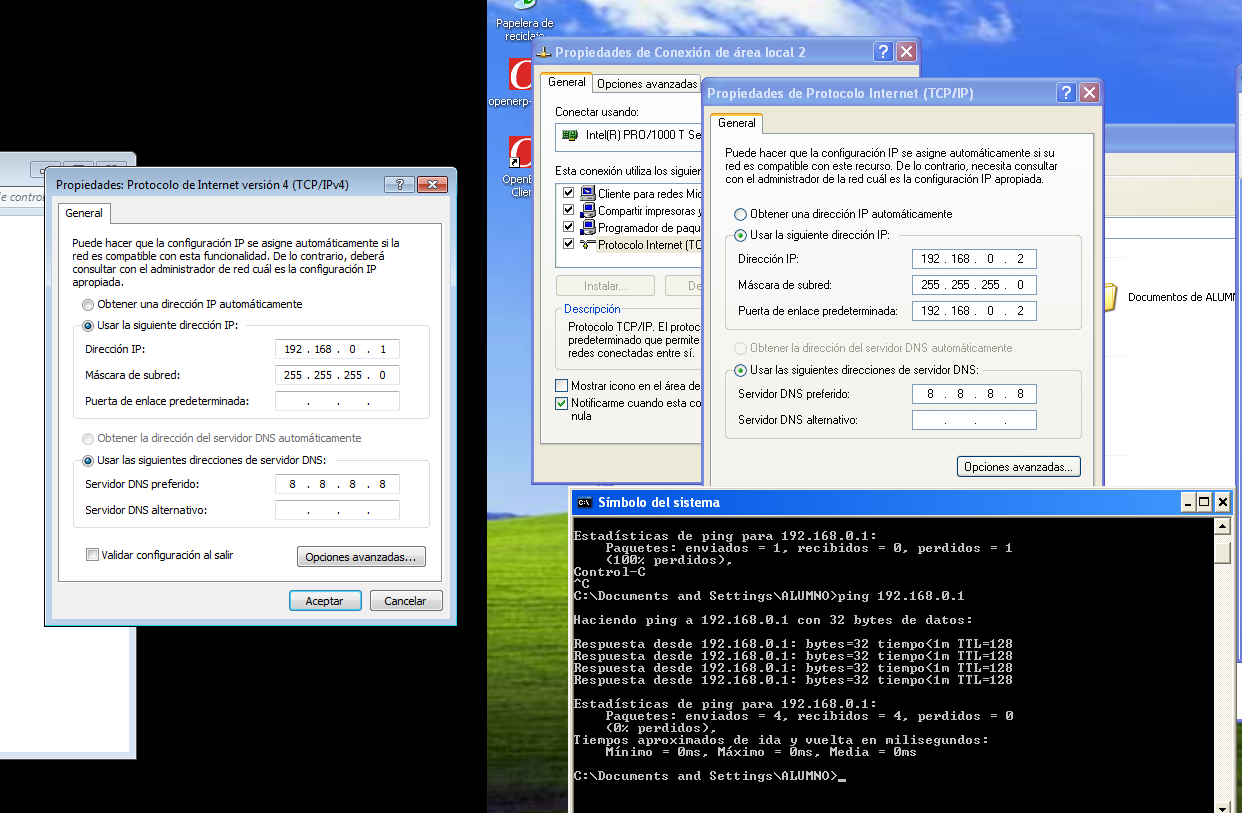 Papelera de
reciclaje
openerp-
OpenE
Clien
de control
Propiedades: Protocolo de Internet versión 4 (TCP/IPv4)
General
Puede hacer que la configuración IP se asigne automáticamente si la
red es compatible con esta funcionalidad. De lo contrario, deberá
consultar con el administrador de red cuál es la configuración IP
apropiada.
Obtener una dirección IP automáticamente
Usar la siguiente dirección IP:
Dirección IP: 192 . 168 . 0 . 1
Máscara de subred: 255 . 255 . 255 . 0
Puerta de enlace predeterminada: . . .
Obtener la dirección del servidor DNS automáticamente
Usar las siguientes direcciones de servidor DNS:
Servidor DNS preferido: 8 . 8 . 8 . 8
Servidor DNS alternativo: . . .
Validar configuración al salir
Opciones avanzadas...
Aceptar Cancelar
Propiedades de Conexión de área local 2
General Opciones avanzadas
Conectar usando:
Intel(R) PRO/1000 T Se
Esta conexión utiliza los siguien
Cliente para redes Mic
Compartir impresoras y
Programador de paqu
Protocolo Internet (TC
Instalar... De
Descripción
Protocolo TCP/IP. El protoc
predeterminado que permite
redes conectadas entre sí.
Mostrar icono en el área de
Notificarme cuando esta co
nula
Propiedades de Protocolo Internet (TCP/IP)
General
Puede hacer que la configuración IP se asigne automáticamente si su
red es compatible con este recurso. De lo contrario, necesita consultar
con el administrador de la red cuál es la configuración IP apropiada.
Obtener una dirección IP automáticamente
Usar la siguiente dirección IP:
Dirección IP: 192 . 168 . 0 . 2
Máscara de subred: 255 . 255 . 255 . 0
Puerta de enlace predeterminada: 192 . 168 . 0 . 2
Obtener la dirección del servidor DNS automáticamente
Usar las siguientes direcciones de servidor DNS:
Servidor DNS preferido: 8 . 8 . 8 . 8
Servidor DNS alternativo: . . .
Opciones avanzadas...
Documentos de ALUMN
Símbolo del sistema
Estadísticas de ping para 192.168.0.1:
Paquetes: enviados = 1, recibidos = 0, perdidos = 1
(100% perdidos),
Control-C
^C
C:\Documents and Settings\ALUMNO>ping 192.168.0.1
Haciendo ping a 192.168.0.1 con 32 bytes de datos:
Respuesta desde 192.168.0.1: bytes=32 tiempo<1m TTL=128
Respuesta desde 192.168.0.1: bytes=32 tiempo<1m TTL=128
Respuesta desde 192.168.0.1: bytes=32 tiempo<1m TTL=128
Respuesta desde 192.168.0.1: bytes=32 tiempo<1m TTL=128
Estadísticas de ping para 192.168.0.1:
Paquetes: enviados = 4, recibidos = 4, perdidos = 0
(0% perdidos),
Tiempos aproximados de ida y vuelta en milisegundos:
Mínimo = 0ms, Máximo = 0ms, Media = 0ms
C:\Documents and Settings\ALUMNO>_